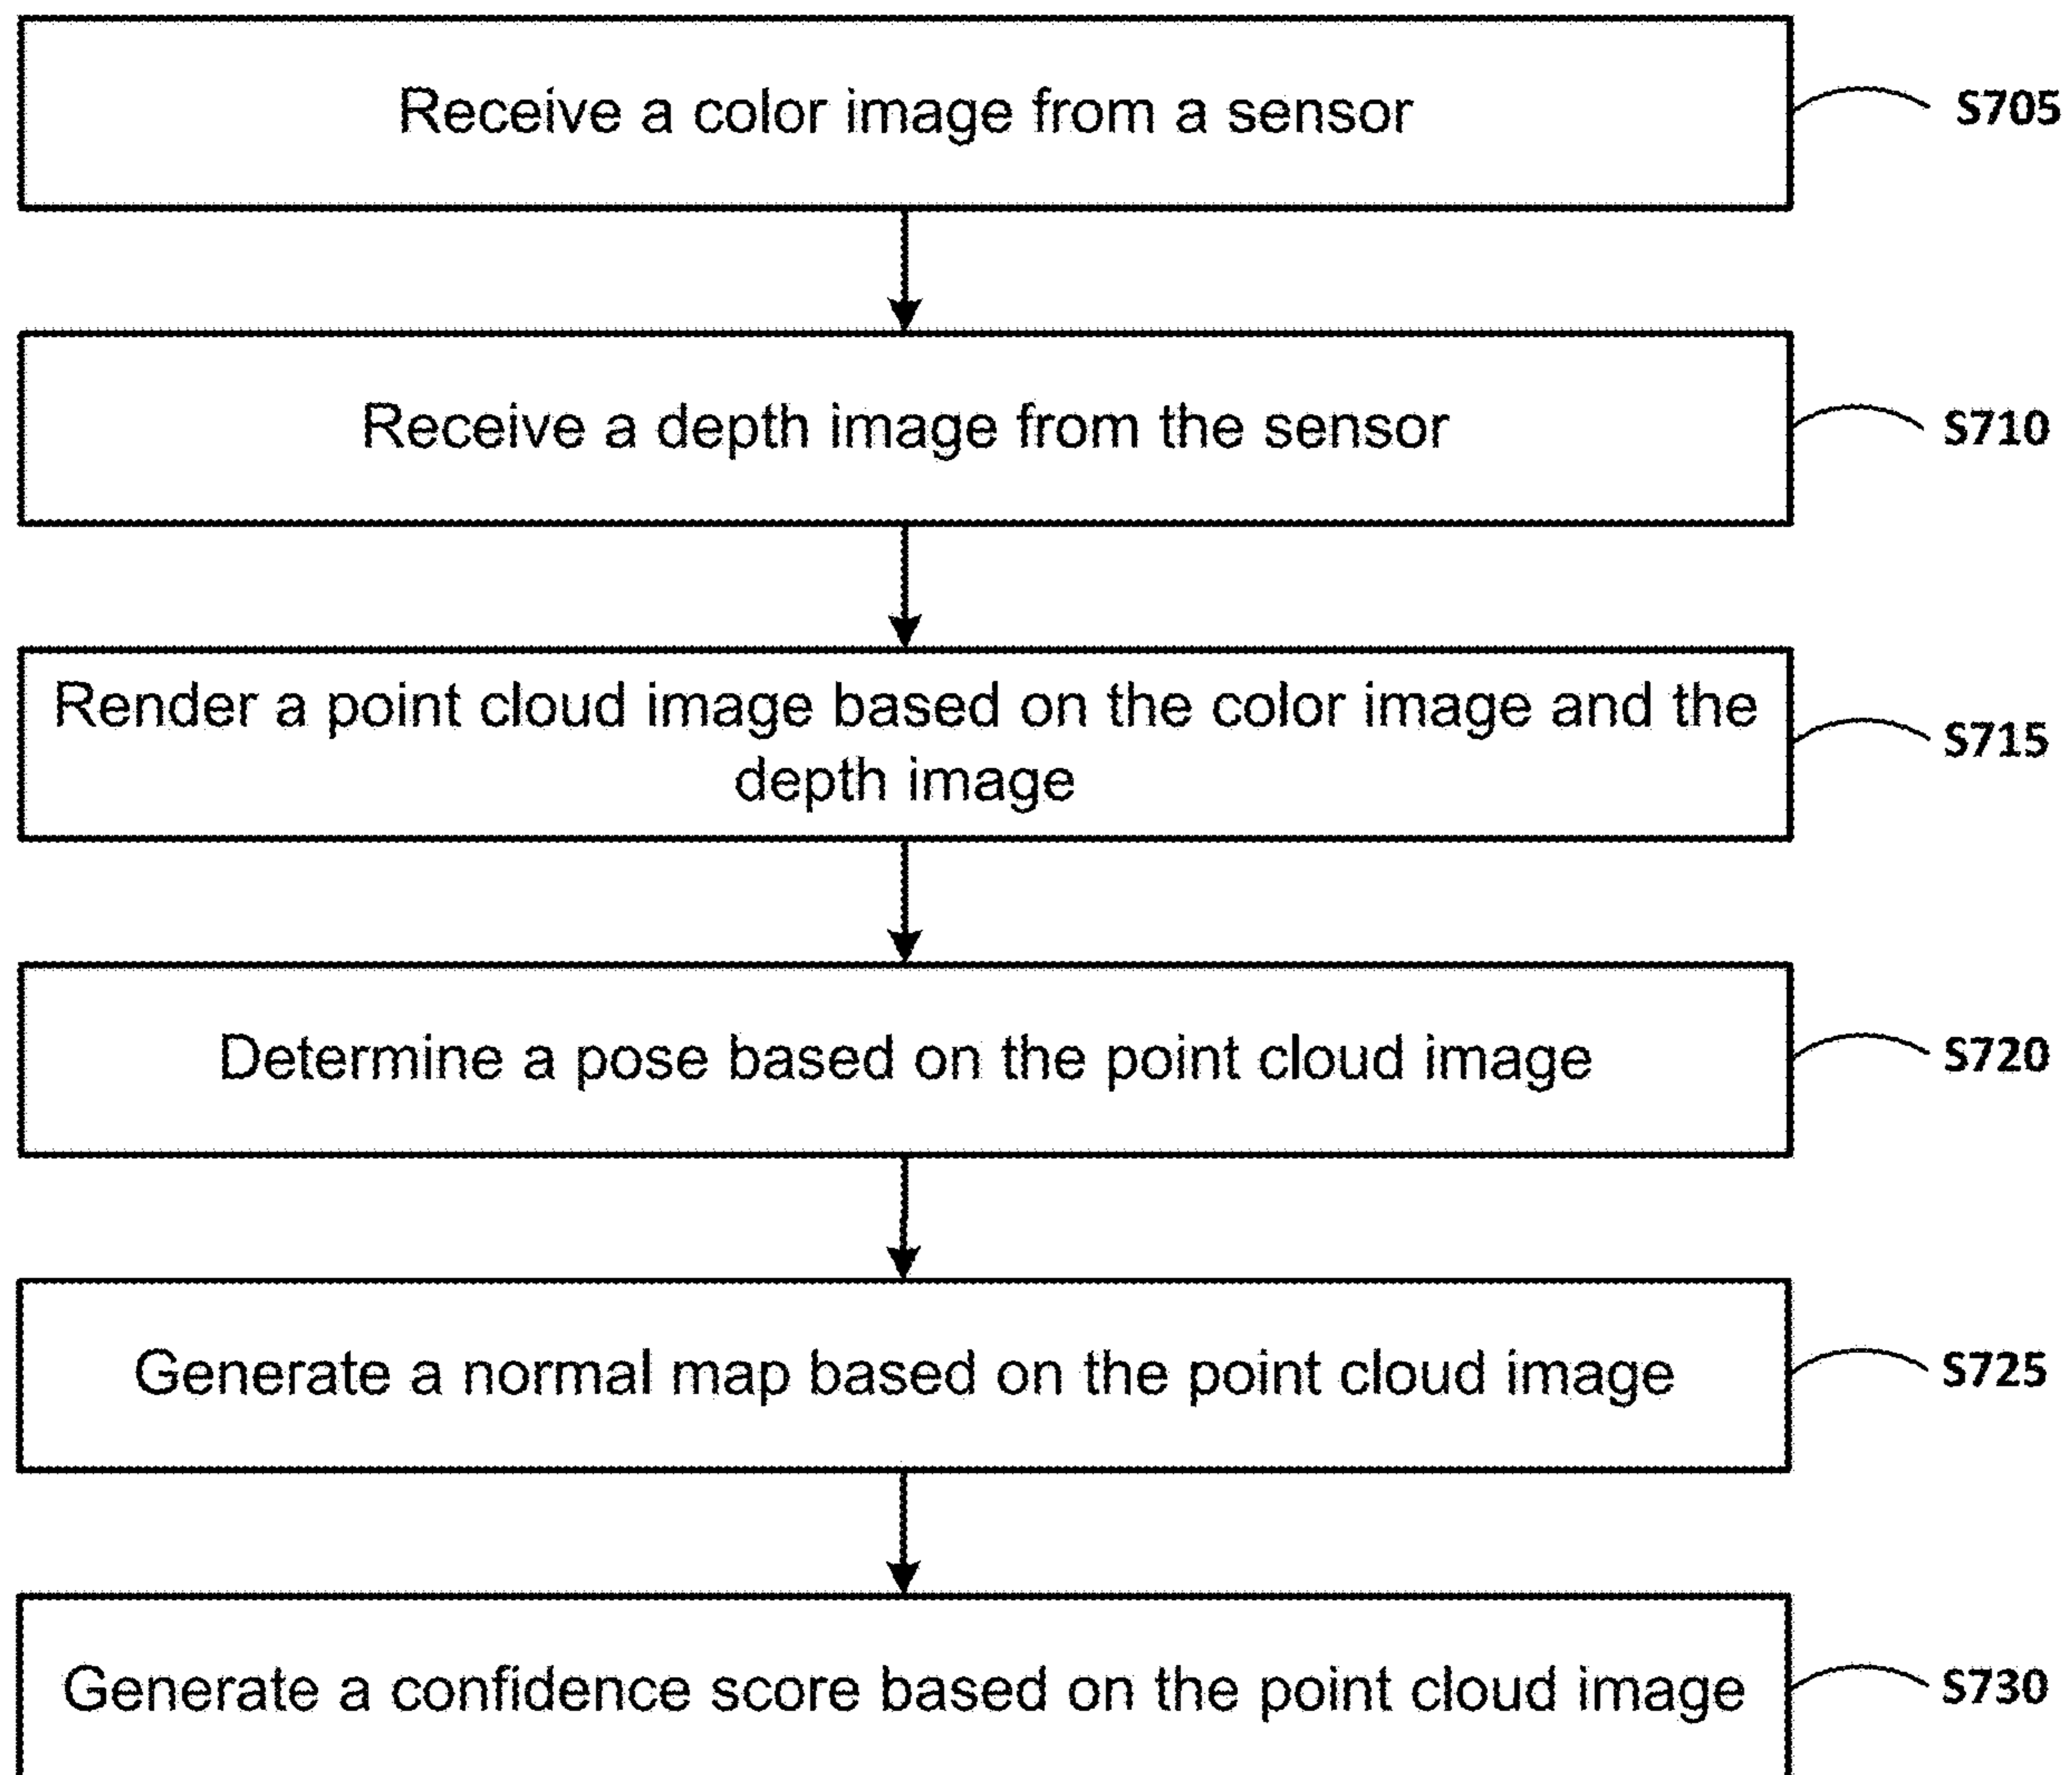 Receive a color image from a sensor
S705
Receive a depth image from the sensor
S710
Render a point cloud image based on the color image and the
depth image
S715
Determine a pose based on the point cloud image
S720
Generate a normal map based on the point cloud image
S725
Generate a confidence score based on the point cloud image
S730